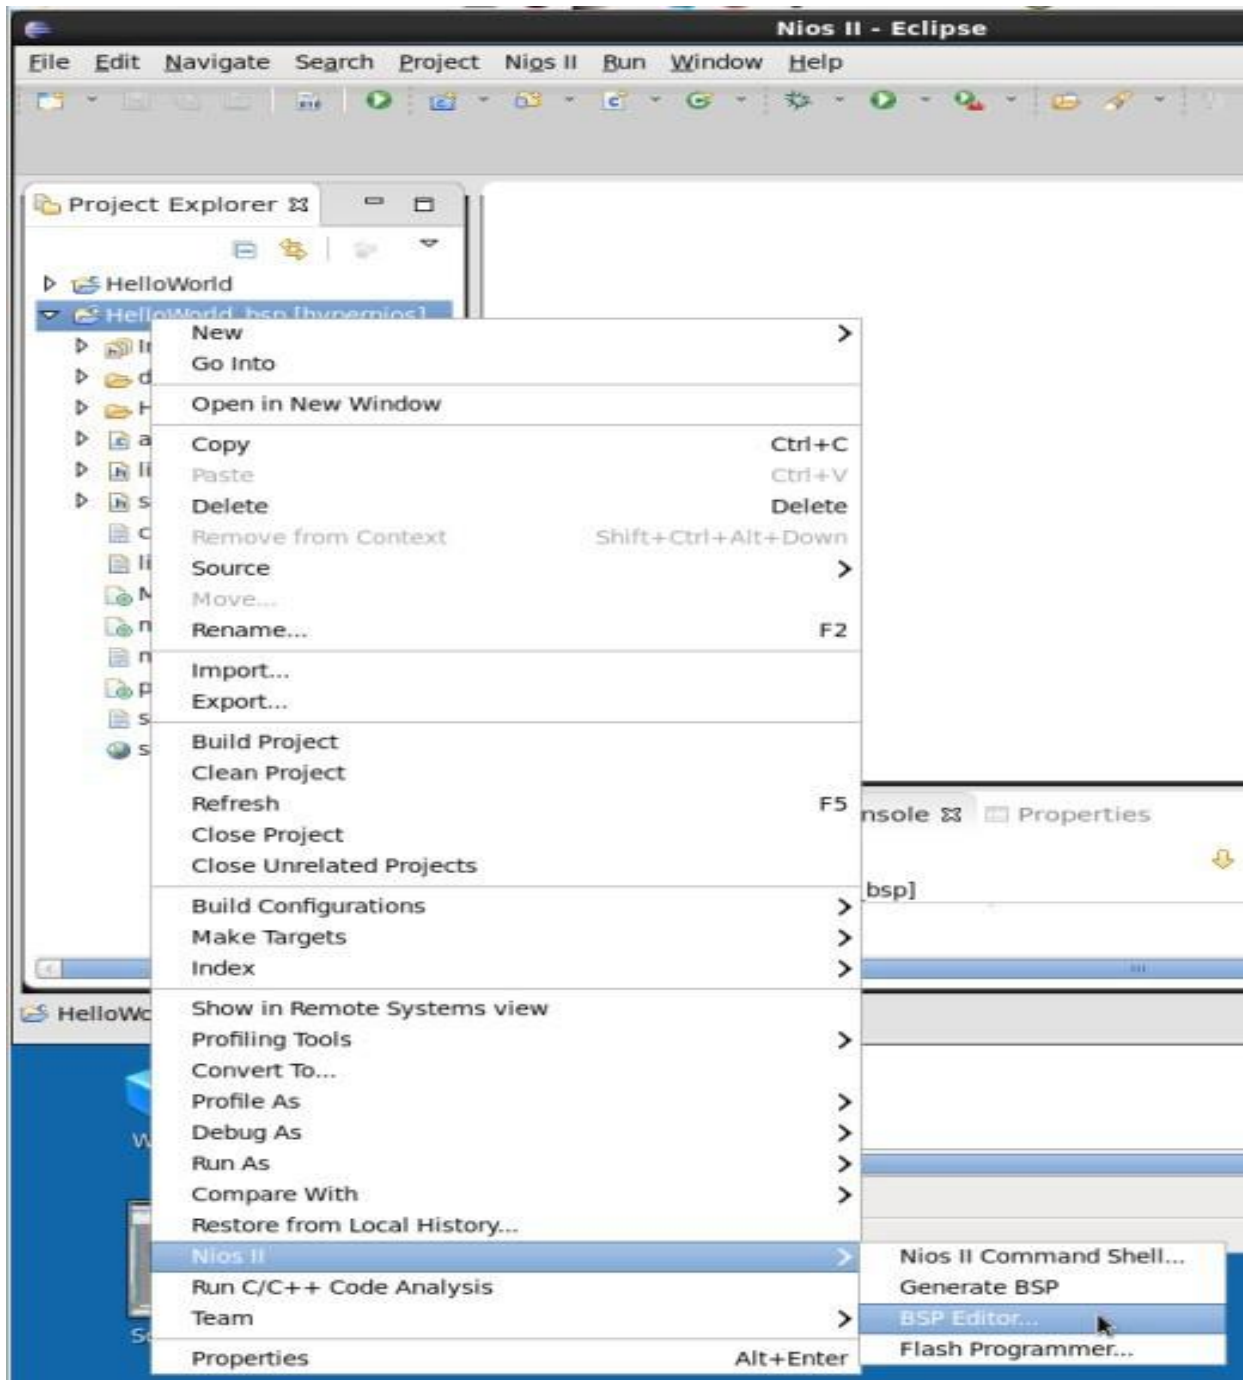 Nios II - Eclipse
File Edit Navigate Search Project Nios II Run Window Help
Project Explorer
HelloWorld
HelloWorld_bsp [hypernios]
New
Go Into
Open in New Window
Copy Ctrl+C
Paste Ctrl+V
Delete Delete
Remove from Context Shift+Ctrl+Alt+Down
Source
Move...
Rename... F2
Import...
Export...
Build Project
Clean Project
Refresh F5
Close Project
Close Unrelated Projects
nsole Properties
bsp]
Build Configurations
Make Targets
Index
HelloWo
Show in Remote Systems view
Profiling Tools
Convert To...
Profile As
Debug As
Run As
Compare With
Restore from Local History...
Nios II
Run C/C++ Code Analysis
Team
Properties Alt+Enter
Nios II Command Shell...
Generate BSP
BSP Editor...
Flash Programmer...